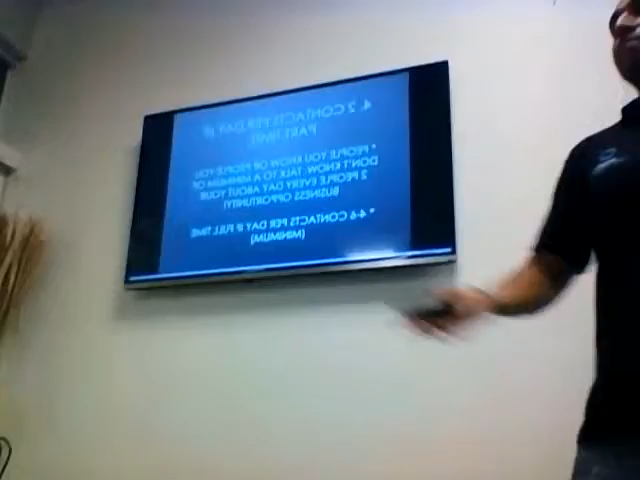 4. 2 CONTACTS PER DAY IF
PART TIME
* PEOPLE YOU KNOW OR PEOPLE YOU
DON'T KNOW. TALK TO A MINIMUM OF
2 PEOPLE EVERY DAY ABOUT YOUR
BUSINESS OPPORTUNITY!
* 4-6 CONTACTS PER DAY IF FULL TIME
(MINIMUM)